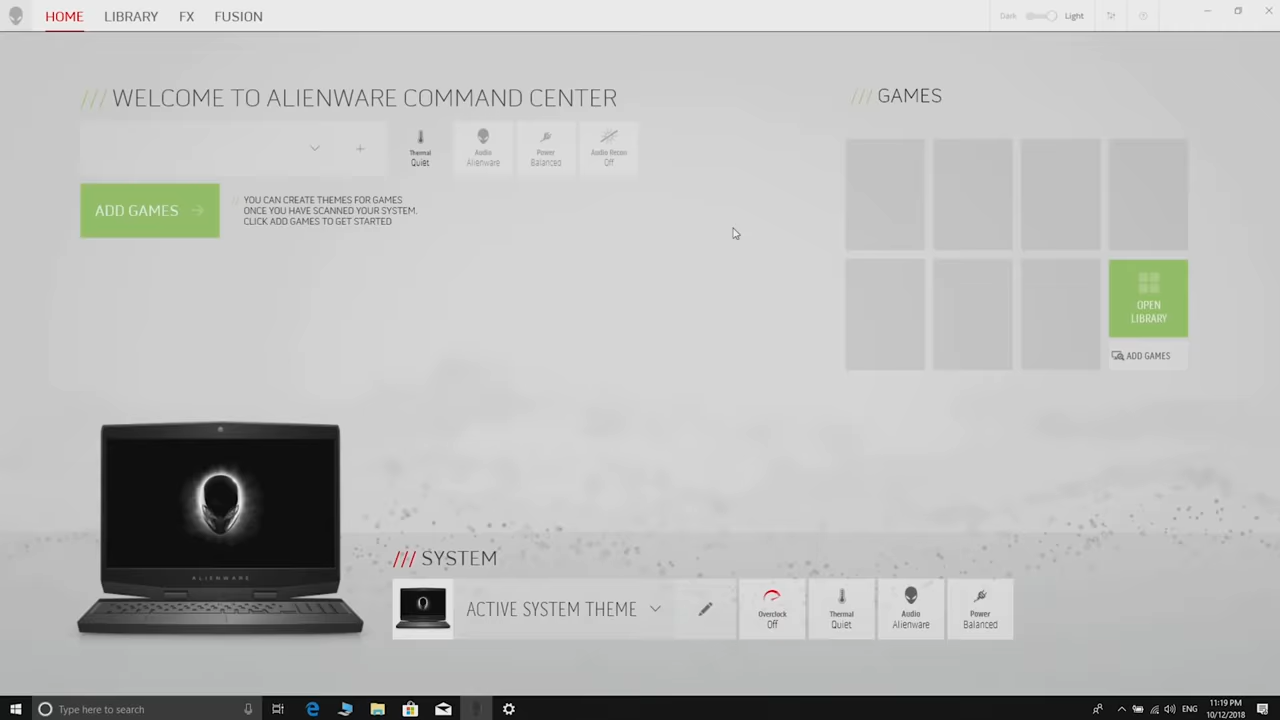 HOME
LIBRARY
FX
FUSION
Dark
Light
/// WELCOME TO ALIENWARE COMMAND CENTER
/// GAMES
Thermal
Quiet
Audio
Alienware
Power
Balanced
Audio Recon
Off
ADD GAMES
YOU CAN CREATE THEMES FOR GAMES
ONCE YOU HAVE SCANNED YOUR SYSTEM.
CLICK ADD GAMES TO GET STARTED
OPEN
LIBRARY
ADD GAMES
ALIENWARE
/// SYSTEM
ACTIVE SYSTEM THEME
Overclock
Off
Thermal
Quiet
Audio
Alienware
Power
Balanced
Type here to search
ENG
11:19 PM
10/12/2018